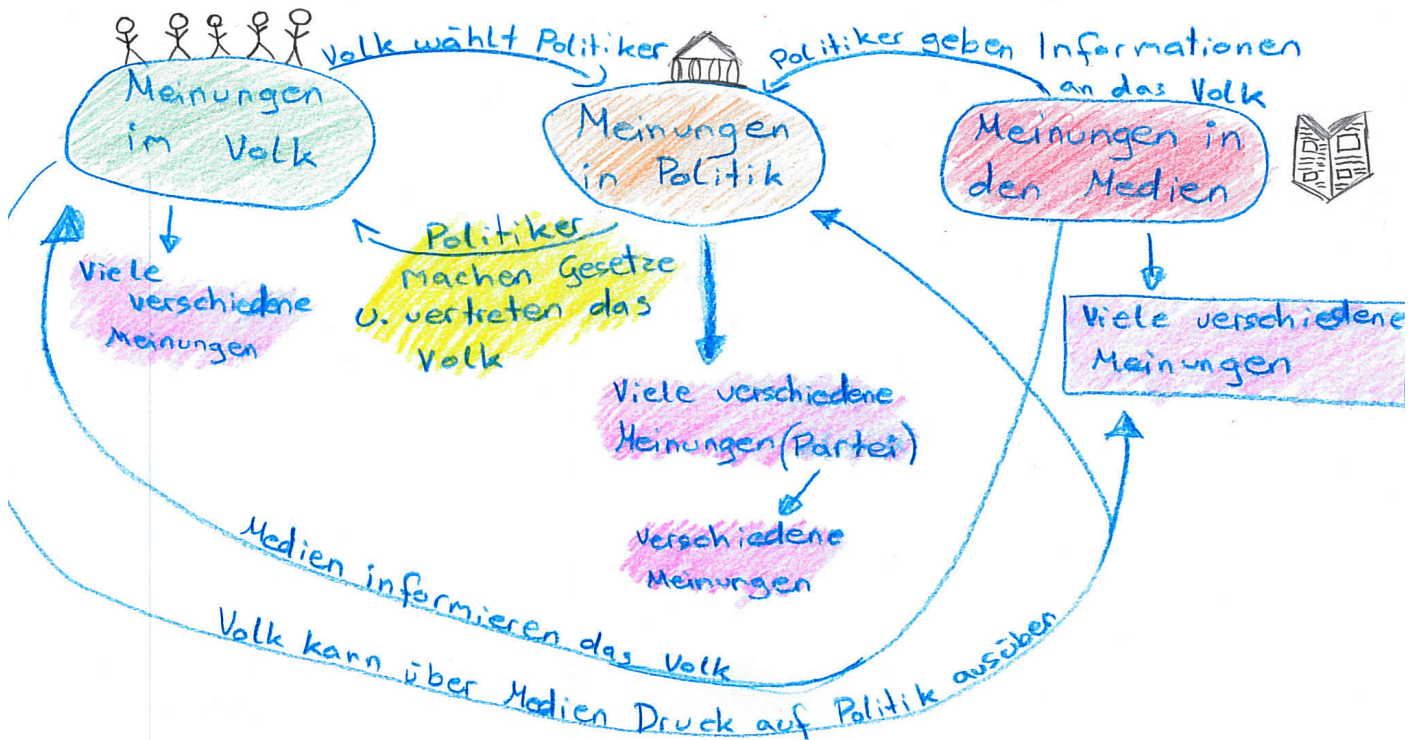 Volk wählt Politiker
Politiker geben Informationen
an das Volk
Meinungen
im Volk
Meinungen
in Politik
Meinungen in
den Medien
Politiker
machen Gesetze
u. vertreten das
Volk
Viele
verschiedene
Meinungen
Viele verschiedene
Meinungen (Partei)
verschiedene
Meinungen
Viele verschiedene
Meinungen
Medien informieren das Volk
Volk kann über Medien Druck auf Politik ausüben